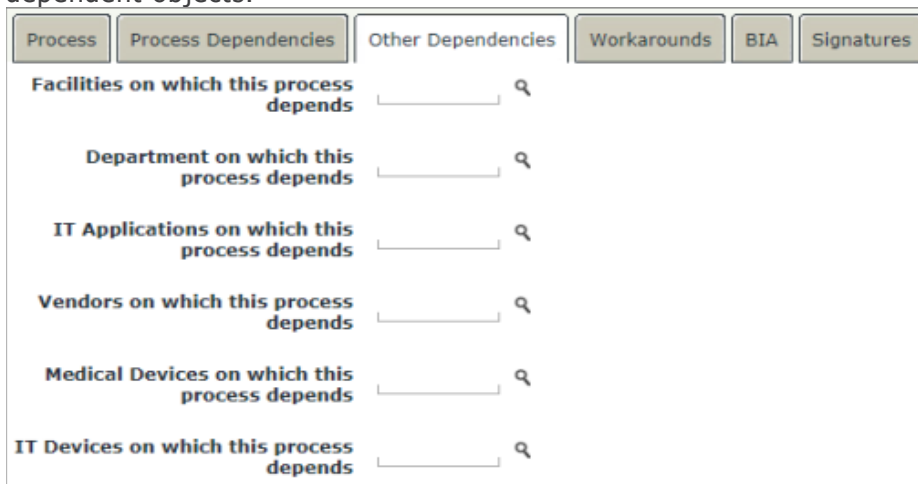 dependent objects.
Process Process Dependencies Other Dependencies Workarounds BIA Signatures
Facilities on which this process
depends
Department on which this
process depends
IT Applications on which this
process depends
Vendors on which this process
depends
Medical Devices on which this
process depends
IT Devices on which this process
depends